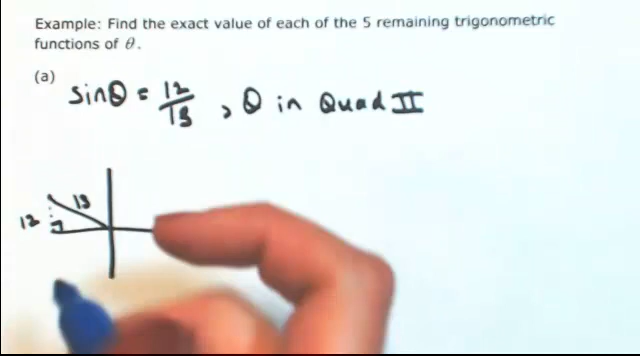 Example: Find the exact value of each of the 5 remaining trigonometric
functions of θ.
(a)
sinθ = 12/13 , θ in Quad II
13
12